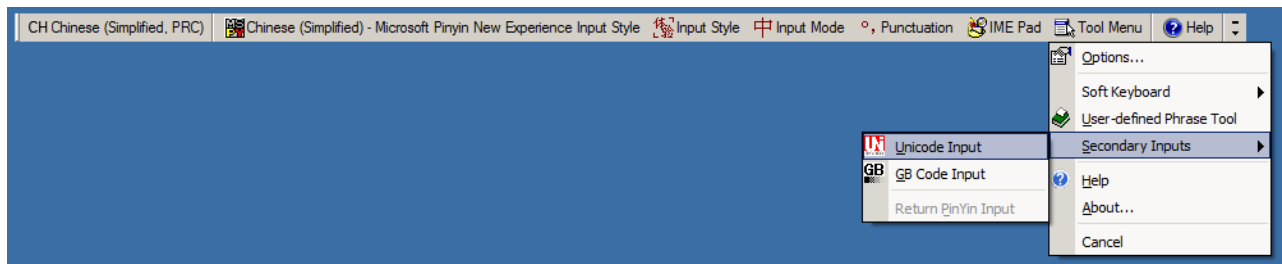 CH Chinese (Simplified, PRC) Chinese (Simplified) - Microsoft Pinyin New Experience Input Style Input Style 中 Input Mode °, Punctuation IME Pad Tool Menu Help
Options...
Soft Keyboard
User-defined Phrase Tool
Secondary Inputs
Help
About...
Cancel
Unicode Input
GB GB Code Input
Return PinYin Input